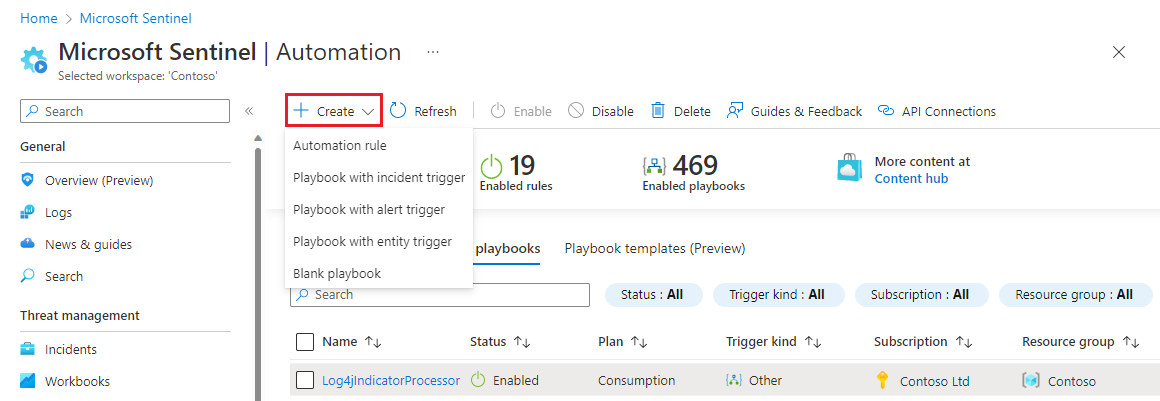 Home > Microsoft Sentinel
Microsoft Sentinel | Automation ...
Selected workspace: 'Contoso'
Search «
Create Refresh Enable Disable Delete Guides & Feedback API Connections
General
Overview (Preview)
Logs
News & guides
Search
Threat management
Incidents
Workbooks
Automation rule
Playbook with incident trigger
Playbook with alert trigger
Playbook with entity trigger
Blank playbook
19
Enabled rules
469
Enabled playbooks
More content at
Content hub
playbooks Playbook templates (Preview)
Search Status : All Trigger kind : All Subscription : All Resource group : All
Name ↑↓ Status ↑↓ Plan ↑↓ Trigger kind ↑↓ Subscription ↑↓ Resource group ↑↓
Log4jIndicatorProcessor Enabled Consumption Other Contoso Ltd Contoso